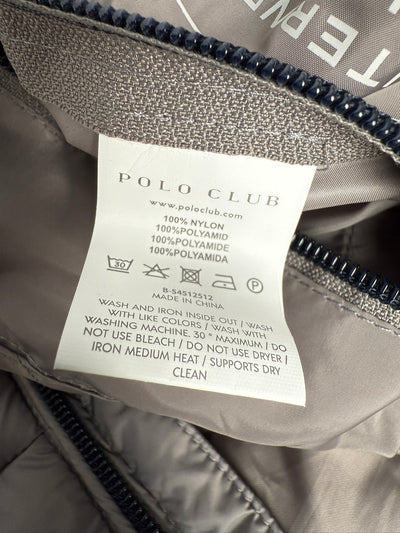 POLO CLUB
www.poloclub.com
100% NYLON
100%POLYAMID
100%POLYAMIDE
100%POLYAMIDA
30 P
B-54512512
MADE IN CHINA
WASH AND IRON INSIDE OUT / WASH
WITH LIKE COLORS / WASH WITH
WASHING MACHINE. 30 ° MAXIMUM / DO
NOT USE BLEACH / DO NOT USE DRYER/
IRON MEDIUM HEAT / SUPPORTS DRY
CLEAN